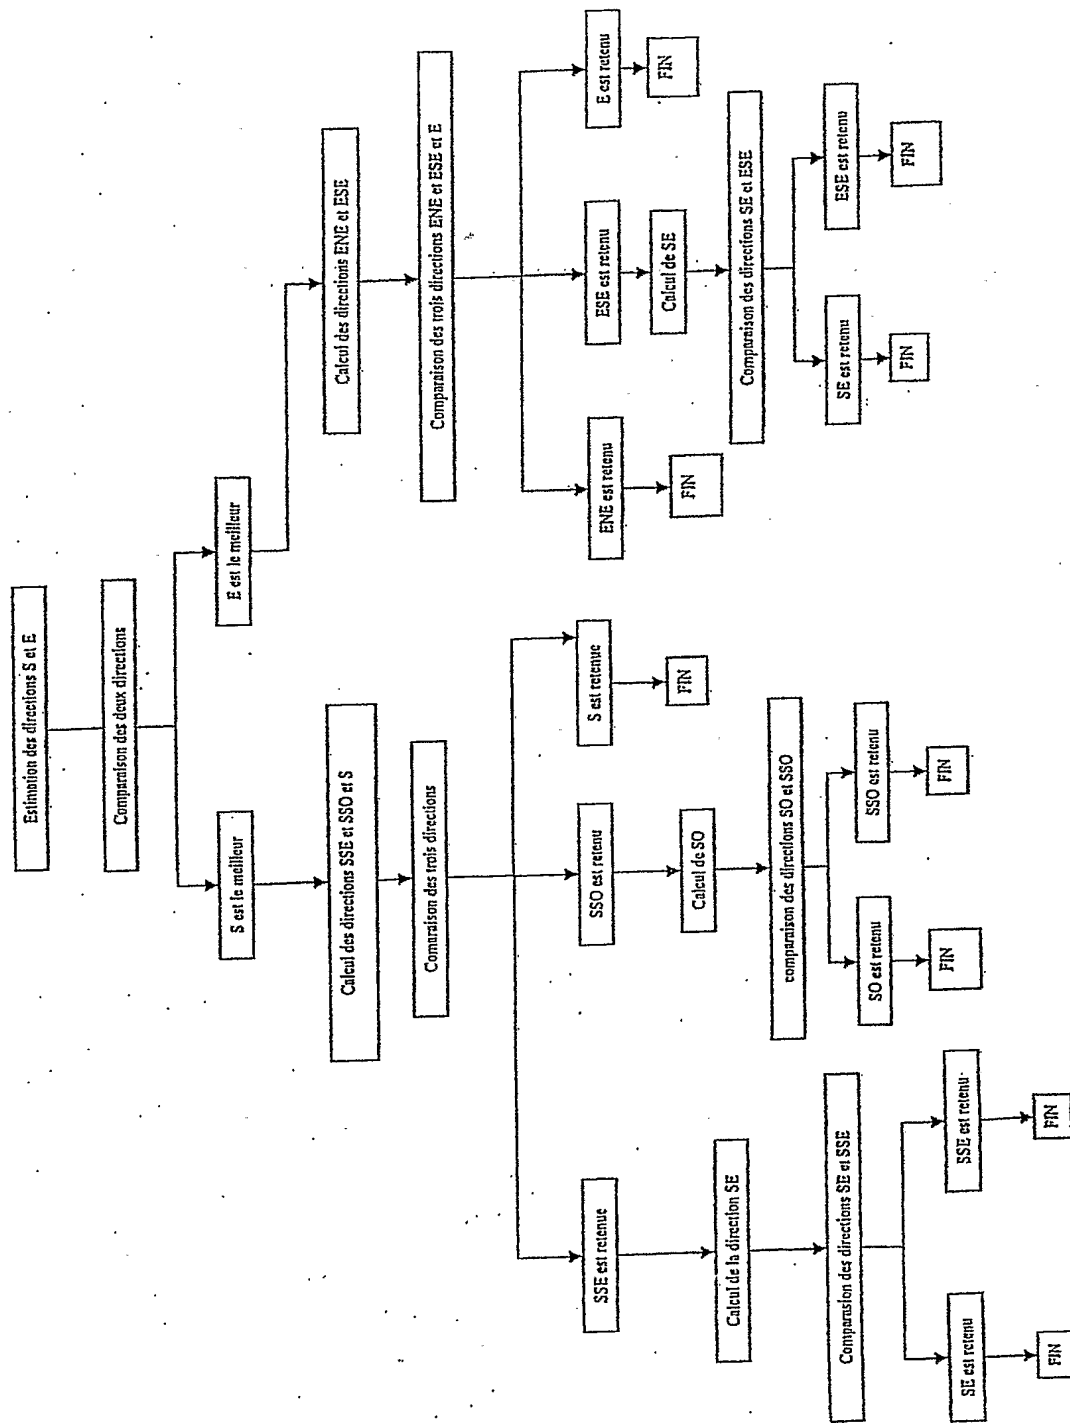 Estimation des directions S et E
Comparaison des deux directions
S est le meilleur
E est le meilleur
Calcul des directions SSE et SSO et S
Calcul des directions ENE et ESE
Comaraison des trois directions
Comparaison des trois directions ENE et ESE et E
SSE est retenue
SSO est retenu
S est retenue
ENE est retenu
ESE est retenu
E est retenu
Calcul de la direction SE
Calcul de SO
FIN
FIN
Calcul de SE
FIN
Comparasion des directions SE et SSE
comparaison des directions SO et SSO
Comparaison des directions SE et ESE
SO est retenu
SSO est retenu
SE est retenu
ESE est retenu
SE est retenu
SSE est retenu
FIN
FIN
FIN
FIN
FIN
FIN